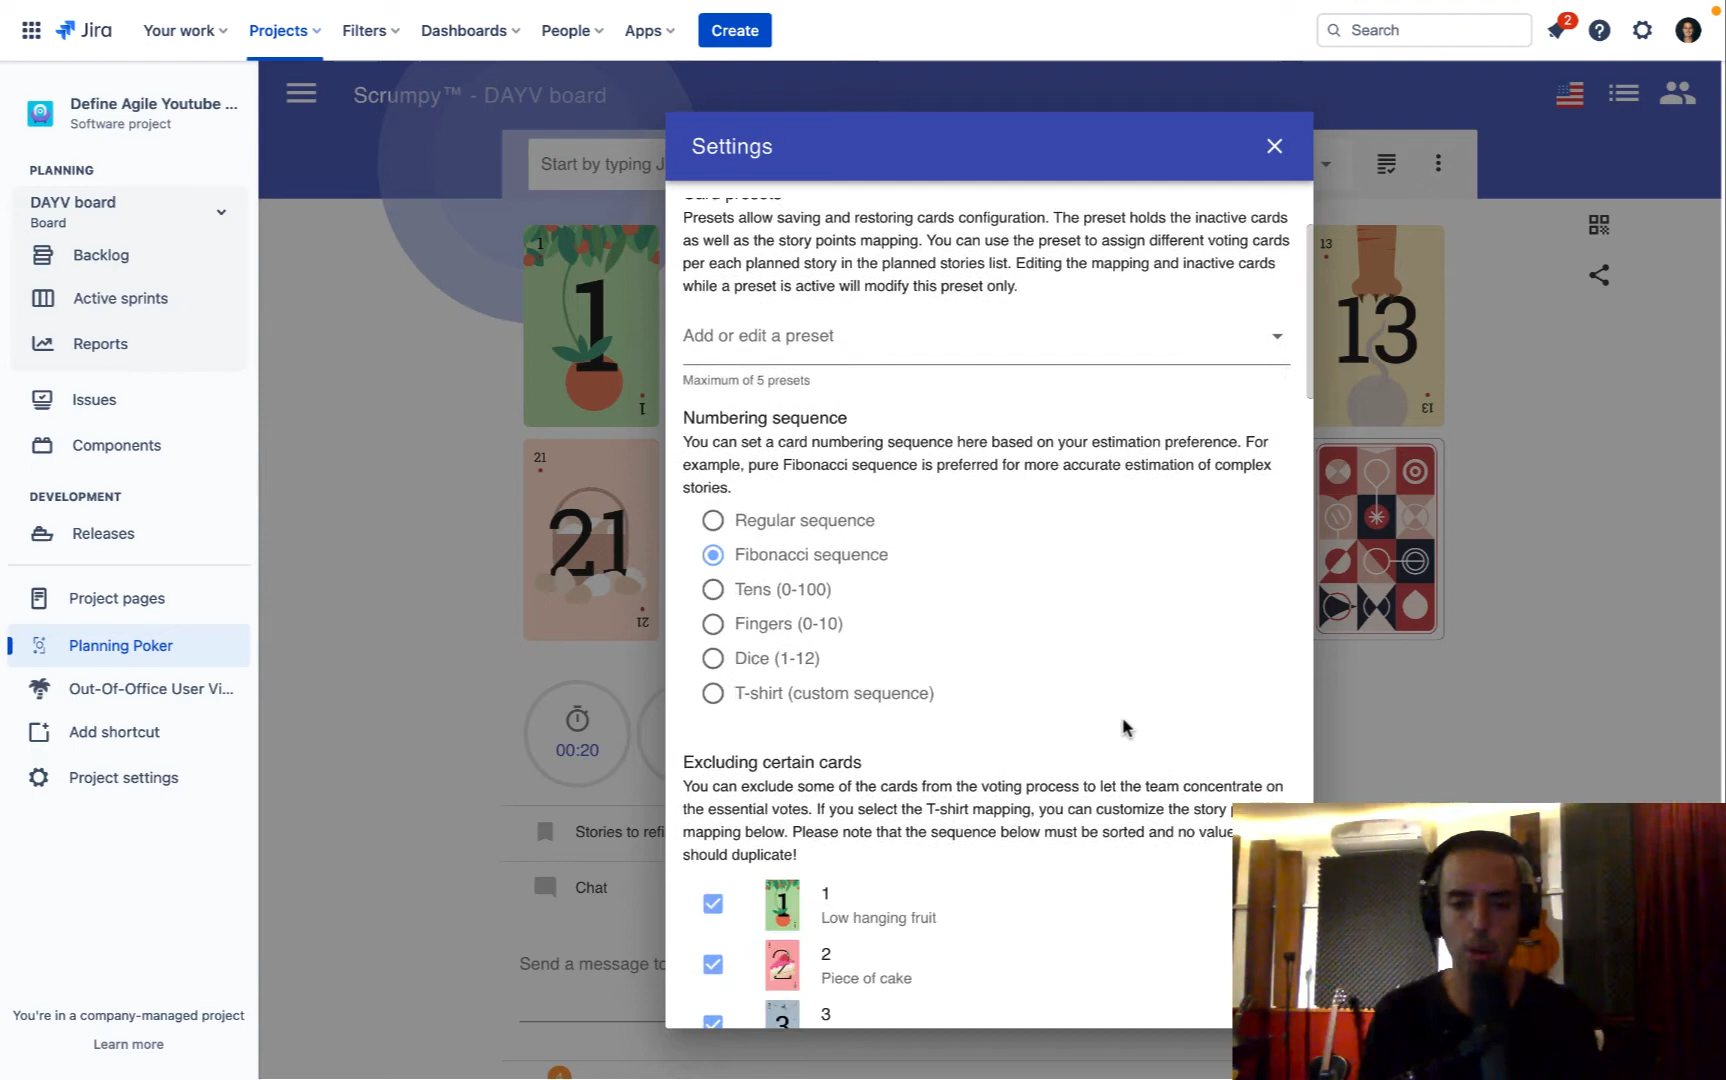 Jira
Your work
Projects
Filters
Dashboards
People
Apps
Create
Search
2
Define Agile Youtube ...
Software project
PLANNING
DAYV board
Board
Backlog
Active sprints
Reports
Issues
Components
DEVELOPMENT
Releases
Project pages
Planning Poker
Out-Of-Office User Vi...
Add shortcut
Project settings
You're in a company-managed project
Learn more
Scrumpy™ - DAYV board
Start by typing J
1
1
1
13
13
13
21
21
21
00:20
Stories to refi
Chat
Send a message to
4
Settings
Card presets
Presets allow saving and restoring cards configuration. The preset holds the inactive cards
as well as the story points mapping. You can use the preset to assign different voting cards
per each planned story in the planned stories list. Editing the mapping and inactive cards
while a preset is active will modify this preset only.
Add or edit a preset
Maximum of 5 presets
Numbering sequence
You can set a card numbering sequence here based on your estimation preference. For
example, pure Fibonacci sequence is preferred for more accurate estimation of complex
stories.
Regular sequence
Fibonacci sequence
Tens (0-100)
Fingers (0-10)
Dice (1-12)
T-shirt (custom sequence)
Excluding certain cards
You can exclude some of the cards from the voting process to let the team concentrate on
the essential votes. If you select the T-shirt mapping, you can customize the story
mapping below. Please note that the sequence below must be sorted and no value
should duplicate!
1
1
Low hanging fruit
2
2
Piece of cake
3
3